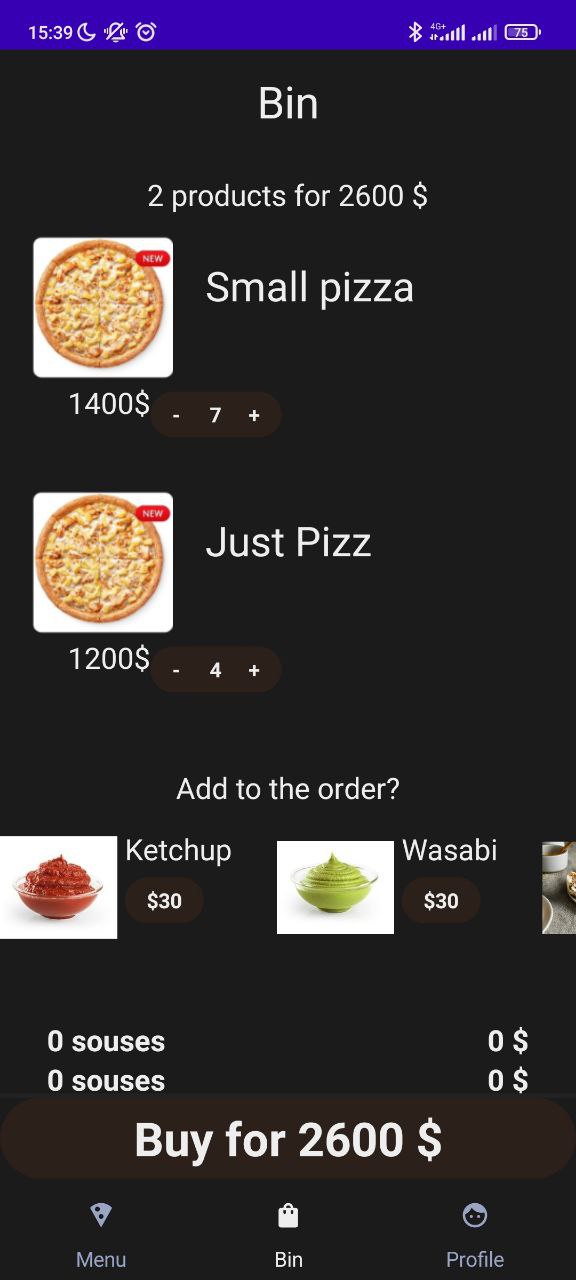 15:39 4G+ 75
Bin
2 products for 2600 $
NEW
Small pizza
1400$ - 7 +
NEW
Just Pizz
1200$ - 4 +
Add to the order?
Ketchup Wasabi
$30 $30
0 souses 0 $
0 souses 0 $
Buy for 2600 $
Menu Bin Profile